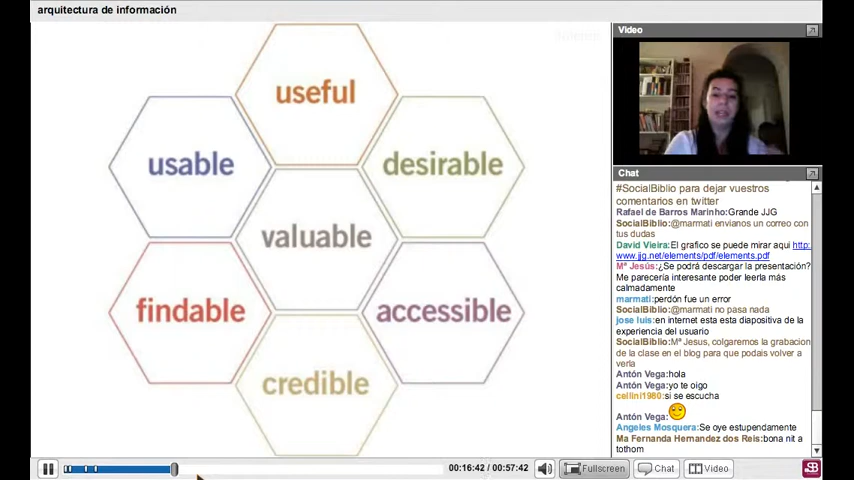 arquitectura de información
useful
usable
desirable
valuable
findable
accessible
credible
00:16:42 / 00:57:42
Fullscreen
Chat
Video
Video
Chat
#SocialBiblio para dejar vuestros
comentarios en twitter
Rafael de Barros Marinho:Grande JJG
SocialBiblio:@marmati envianos un correo con
tus dudas
David Vieira:El grafico se puede mirar aqui http:
www.jjg.net/elements/pdf/elements.pdf
Mª Jesús:¿Se podrá descargar la presentación?
Me parecería interesante poder leerla más
calmadamente
marmati:perdón fue un error
SocialBiblio:@marmati no pasa nada
jose luis:en internet esta esta diapositiva de la
experiencia del usuario
SocialBiblio:Mª Jesus, colgaremos la grabacion
de la clase en el blog para que podais volver a
verla
Antón Vega:hola
Antón Vega:yo te oigo
cellini1980:si se escucha
Antón Vega:
Angeles Mosquera:Se oye estupendamente
Ma Fernanda Hernandez dos Reis:bona nit a
tothom